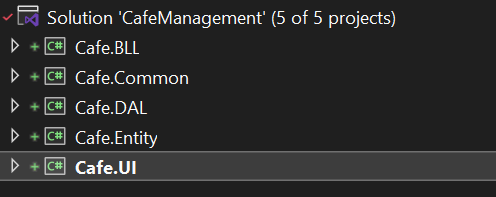 Solution 'CafeManagement' (5 of 5 projects)
C# Cafe.BLL
C# Cafe.Common
C# Cafe.DAL
C# Cafe.Entity
C# Cafe.UI